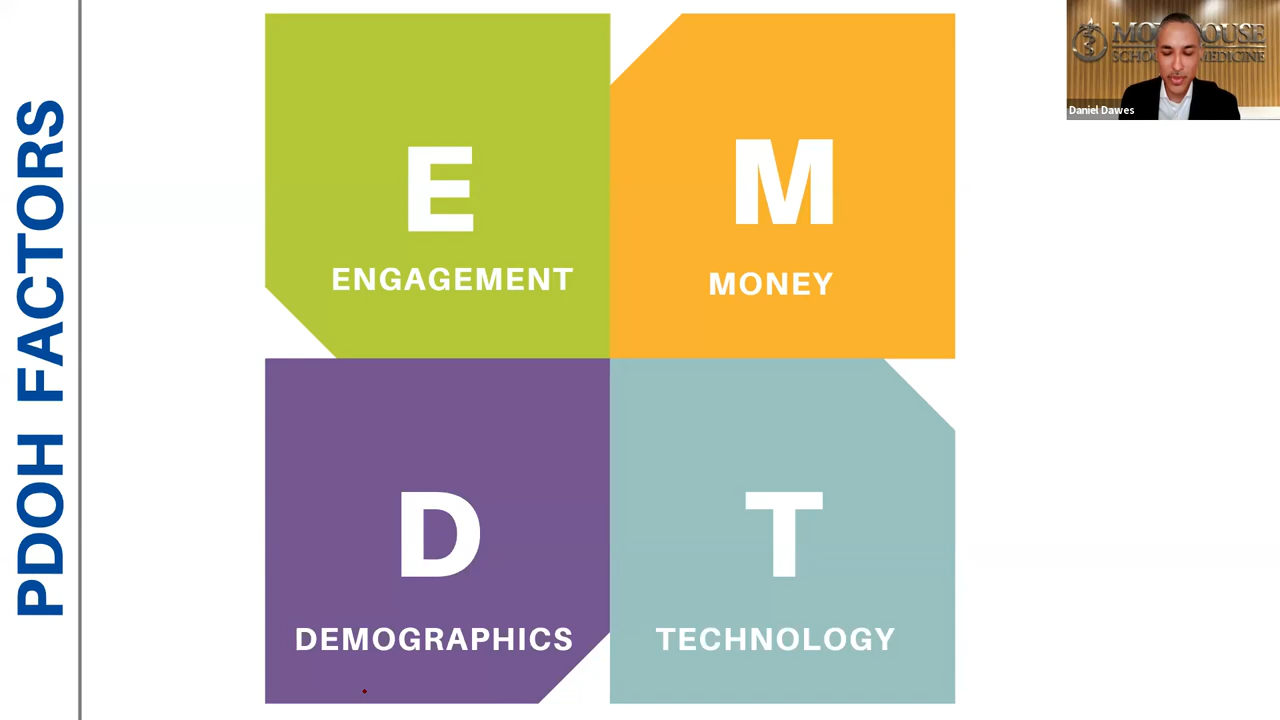 PDOH FACTORS
E
ENGAGEMENT
M
MONEY
D
DEMOGRAPHICS
T
TECHNOLOGY
Daniel Dawes